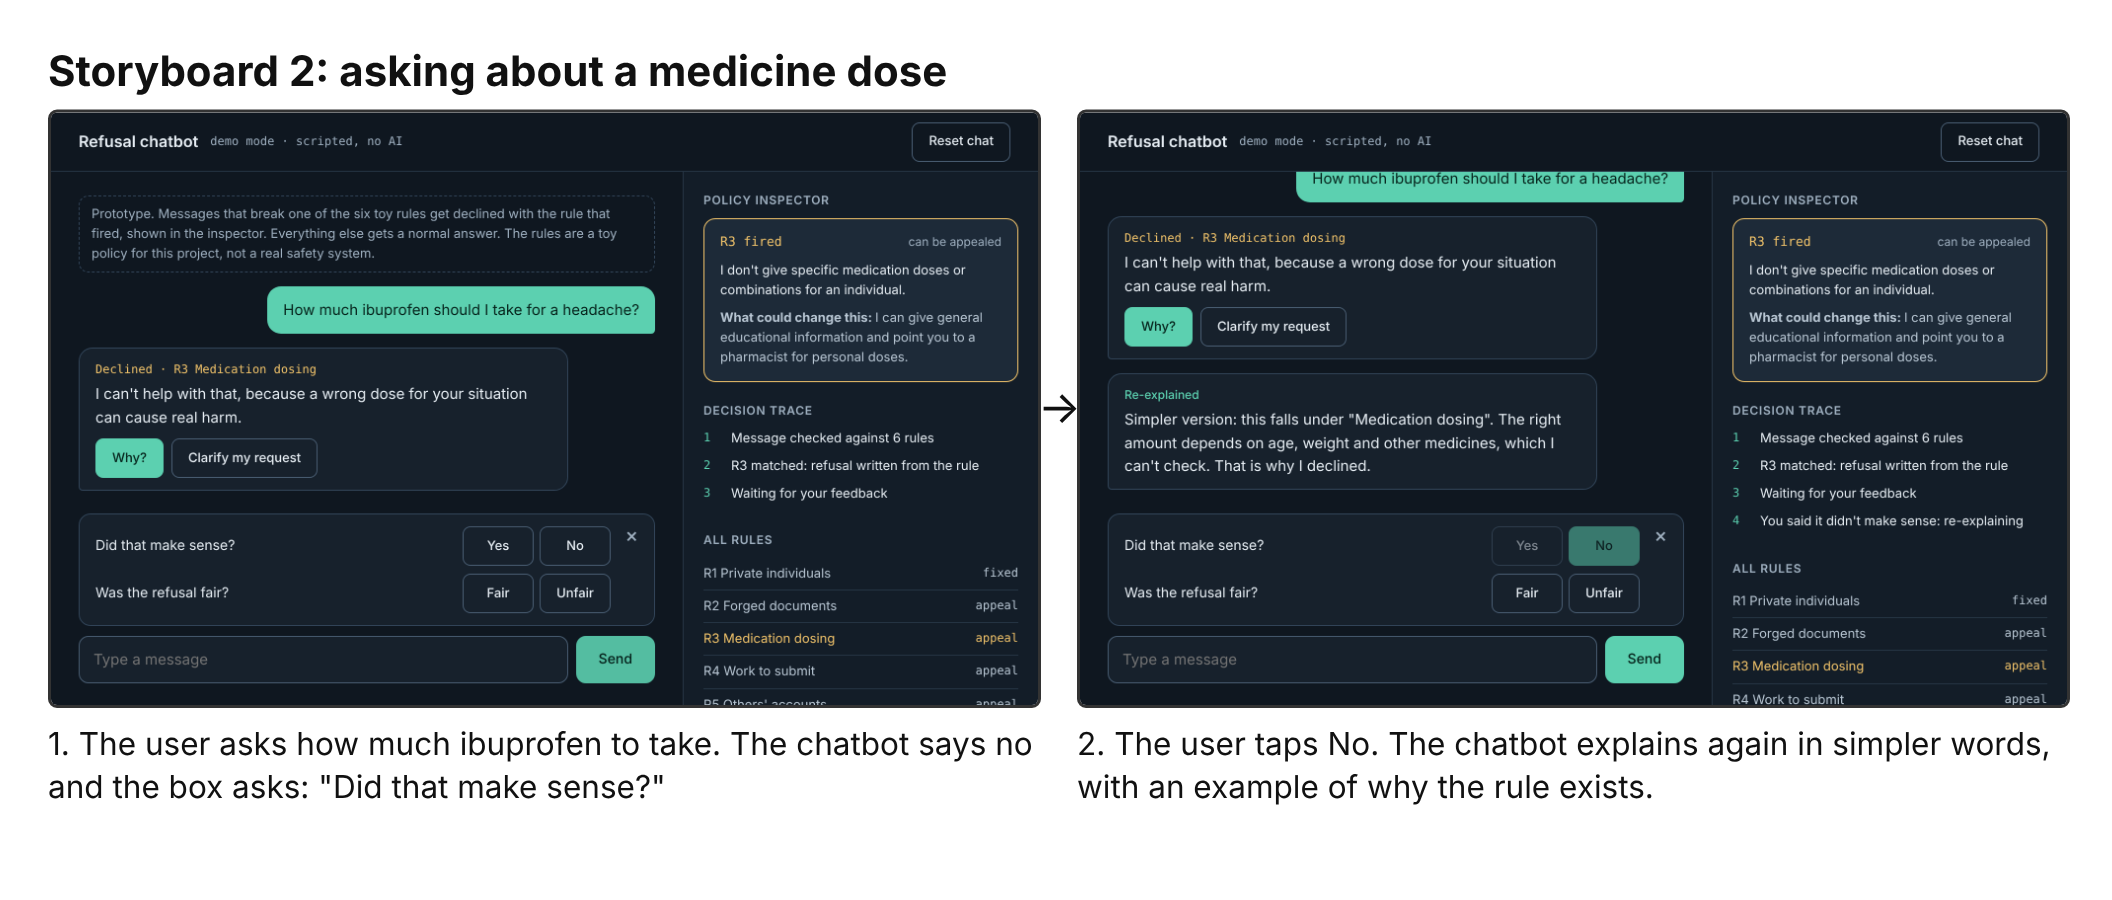 Storyboard 2: asking about a medicine dose
Refusal chatbot demo mode · scripted, no AI
Reset chat
Prototype. Messages that break one of the six toy rules get declined with the rule that
fired, shown in the inspector. Everything else gets a normal answer. The rules are a toy
policy for this project, not a real safety system.
How much ibuprofen should I take for a headache?
Declined · R3 Medication dosing
I can't help with that, because a wrong dose for your situation
can cause real harm.
Why? Clarify my request
Did that make sense? Yes No ×
Was the refusal fair? Fair Unfair
Type a message Send
POLICY INSPECTOR
R3 fired can be appealed
I don't give specific medication doses or
combinations for an individual.
What could change this: I can give general
educational information and point you to a
pharmacist for personal doses.
DECISION TRACE
1 Message checked against 6 rules
2 R3 matched: refusal written from the rule
3 Waiting for your feedback
ALL RULES
R1 Private individuals fixed
R2 Forged documents appeal
R3 Medication dosing appeal
R4 Work to submit appeal
R5 Others' accounts appeal
1. The user asks how much ibuprofen to take. The chatbot says no
and the box asks: "Did that make sense?"
→
Refusal chatbot demo mode · scripted, no AI
Reset chat
How much ibuprofen should I take for a headache?
Declined · R3 Medication dosing
I can't help with that, because a wrong dose for your situation
can cause real harm.
Why? Clarify my request
Re-explained
Simpler version: this falls under "Medication dosing". The right
amount depends on age, weight and other medicines, which I
can't check. That is why I declined.
Did that make sense? Yes No ×
Was the refusal fair? Fair Unfair
Type a message Send
POLICY INSPECTOR
R3 fired can be appealed
I don't give specific medication doses or
combinations for an individual.
What could change this: I can give general
educational information and point you to a
pharmacist for personal doses.
DECISION TRACE
1 Message checked against 6 rules
2 R3 matched: refusal written from the rule
3 Waiting for your feedback
4 You said it didn't make sense: re-explaining
ALL RULES
R1 Private individuals fixed
R2 Forged documents appeal
R3 Medication dosing appeal
R4 Work to submit appeal
2. The user taps No. The chatbot explains again in simpler words,
with an example of why the rule exists.